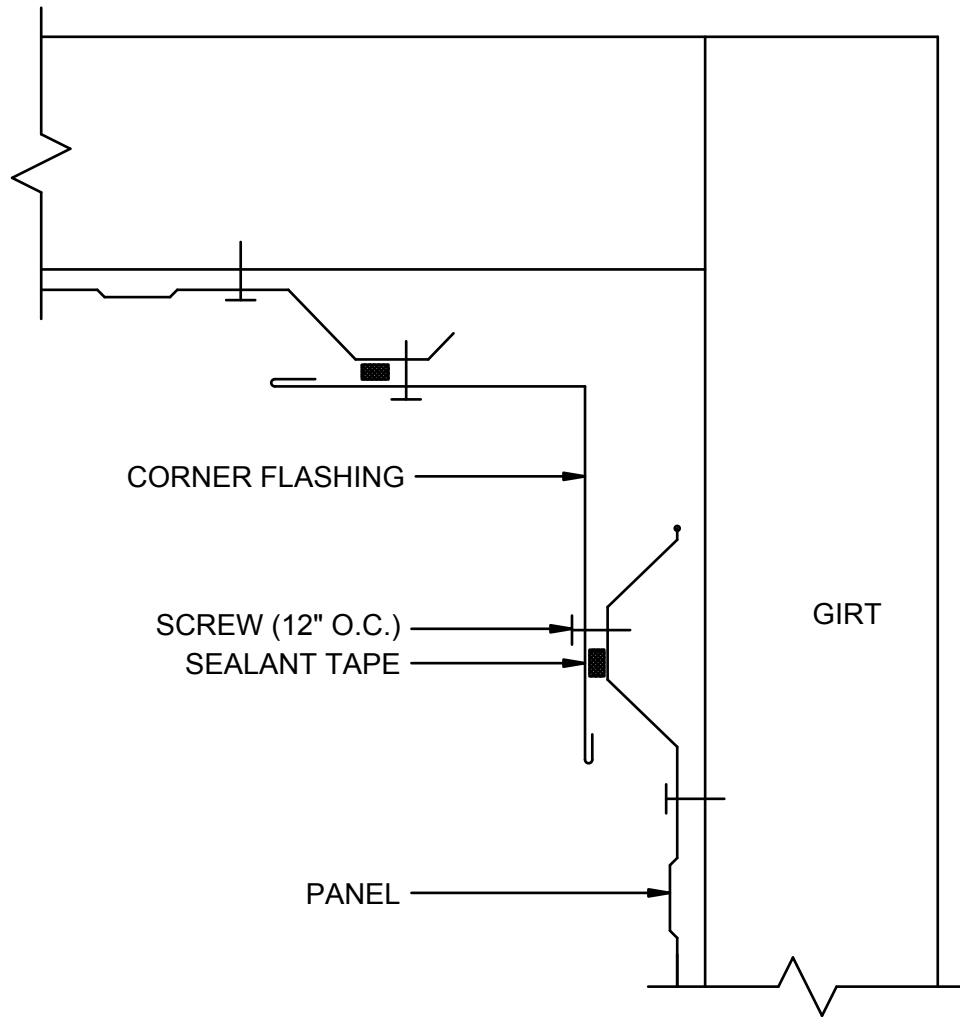 CORNER FLASHING
SCREW (12" O.C.)
GIRT
SEALANT TAPE
PANEL